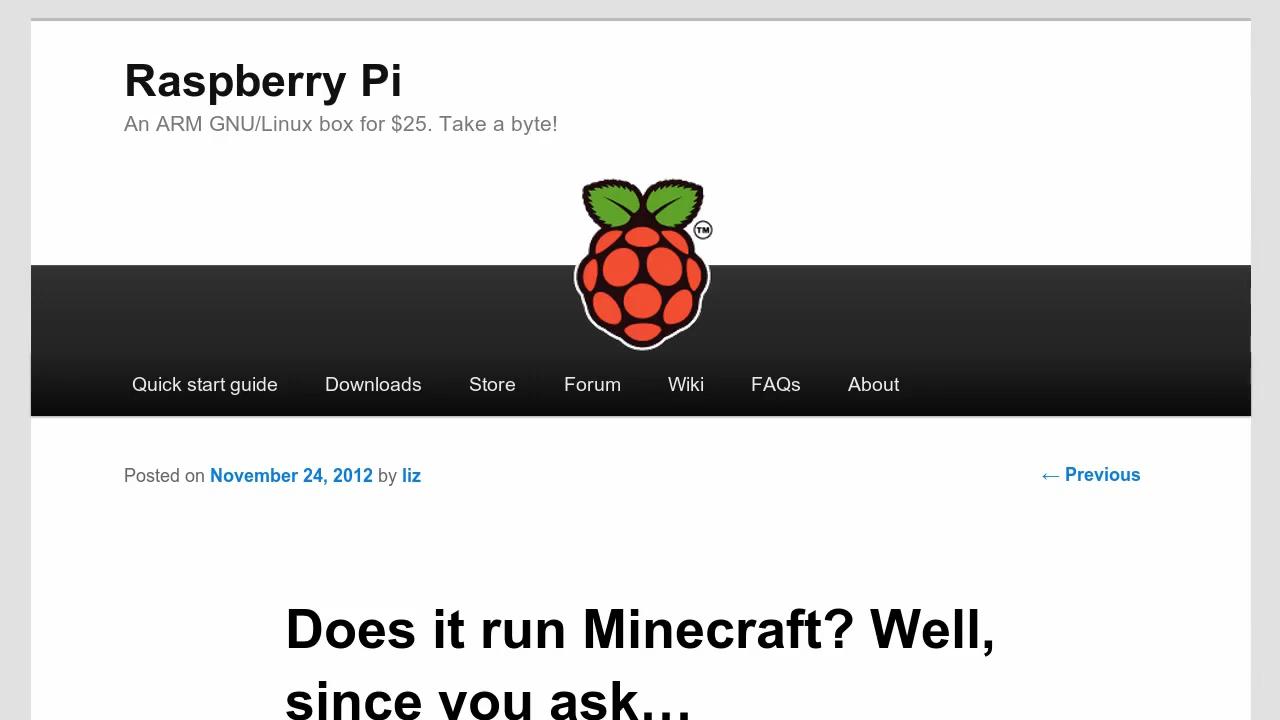 Raspberry Pi
An ARM GNU/Linux box for $25. Take a byte!
TM
Quick start guide Downloads Store Forum Wiki FAQs About
Posted on November 24, 2012 by liz ← Previous
Does it run Minecraft? Well,
since you ask…